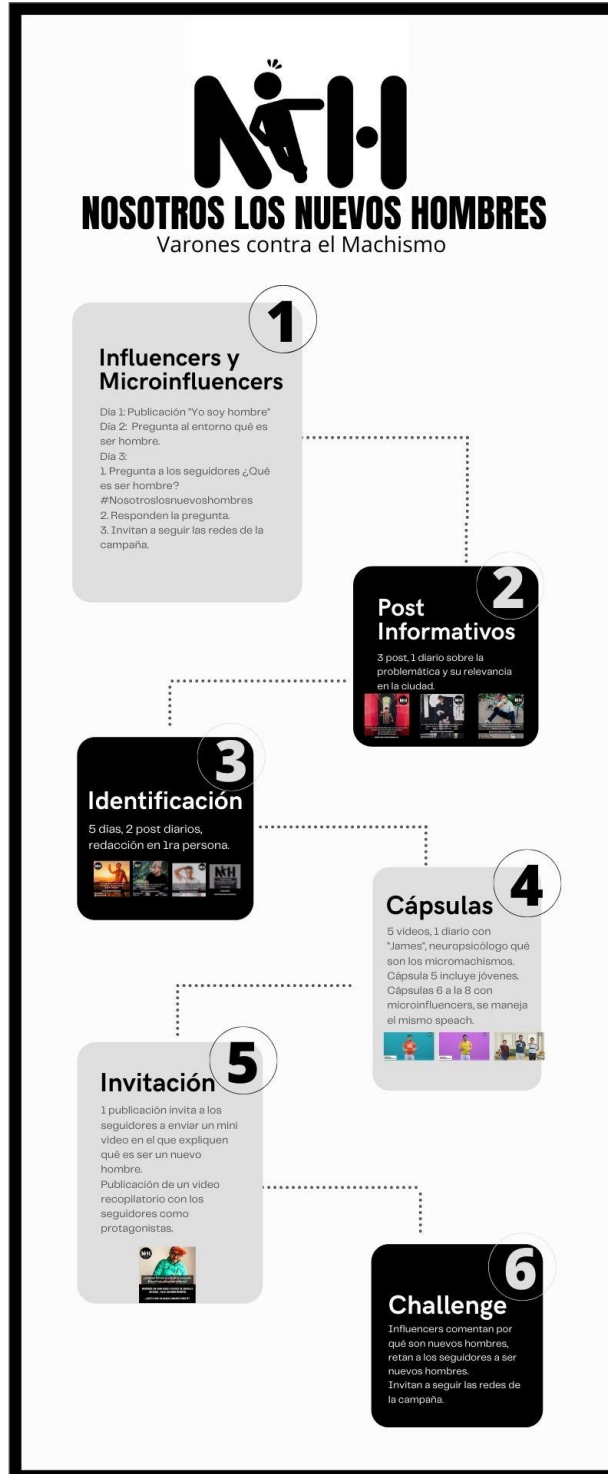 NH
NOSOTROS LOS NUEVOS HOMBRES
Varones contra el Machismo
1
Influencers y
Microinfluencers
Día 1: Publicación "Yo soy hombre"
Día 2: Pregunta al entorno qué es
ser hombre.
Día 3:
1. Pregunta a los seguidores ¿Qué
es ser hombre?
#Nosotroslosnuevoshombres
2. Responden la pregunta.
3. Invitan a seguir las redes de la
campaña.
2
Post
Informativos
3 post, 1 diario sobre la
problemática y su relevancia
en la ciudad.
3
Identificación
5 días, 2 post diarios,
redacción en 1ra persona.
4
Cápsulas
5 videos, 1 diario con
"James", neuropsicólogo qué
son los micromachismos.
Cápsula 5 incluye jóvenes.
Cápsulas 6 a la 8 con
microinfluencers, se maneja
el mismo speach.
5
Invitación
1 publicación invita a los
seguidores a enviar un mini
video en el que expliquen
qué es ser un nuevo
hombre.
Publicación de un video
recopilatorio con los
seguidores como
protagonistas.
6
Challenge
Influencers comentan por
qué son nuevos hombres,
retan a los seguidores a ser
nuevos hombres.
Invitan a seguir las redes de
la campaña.